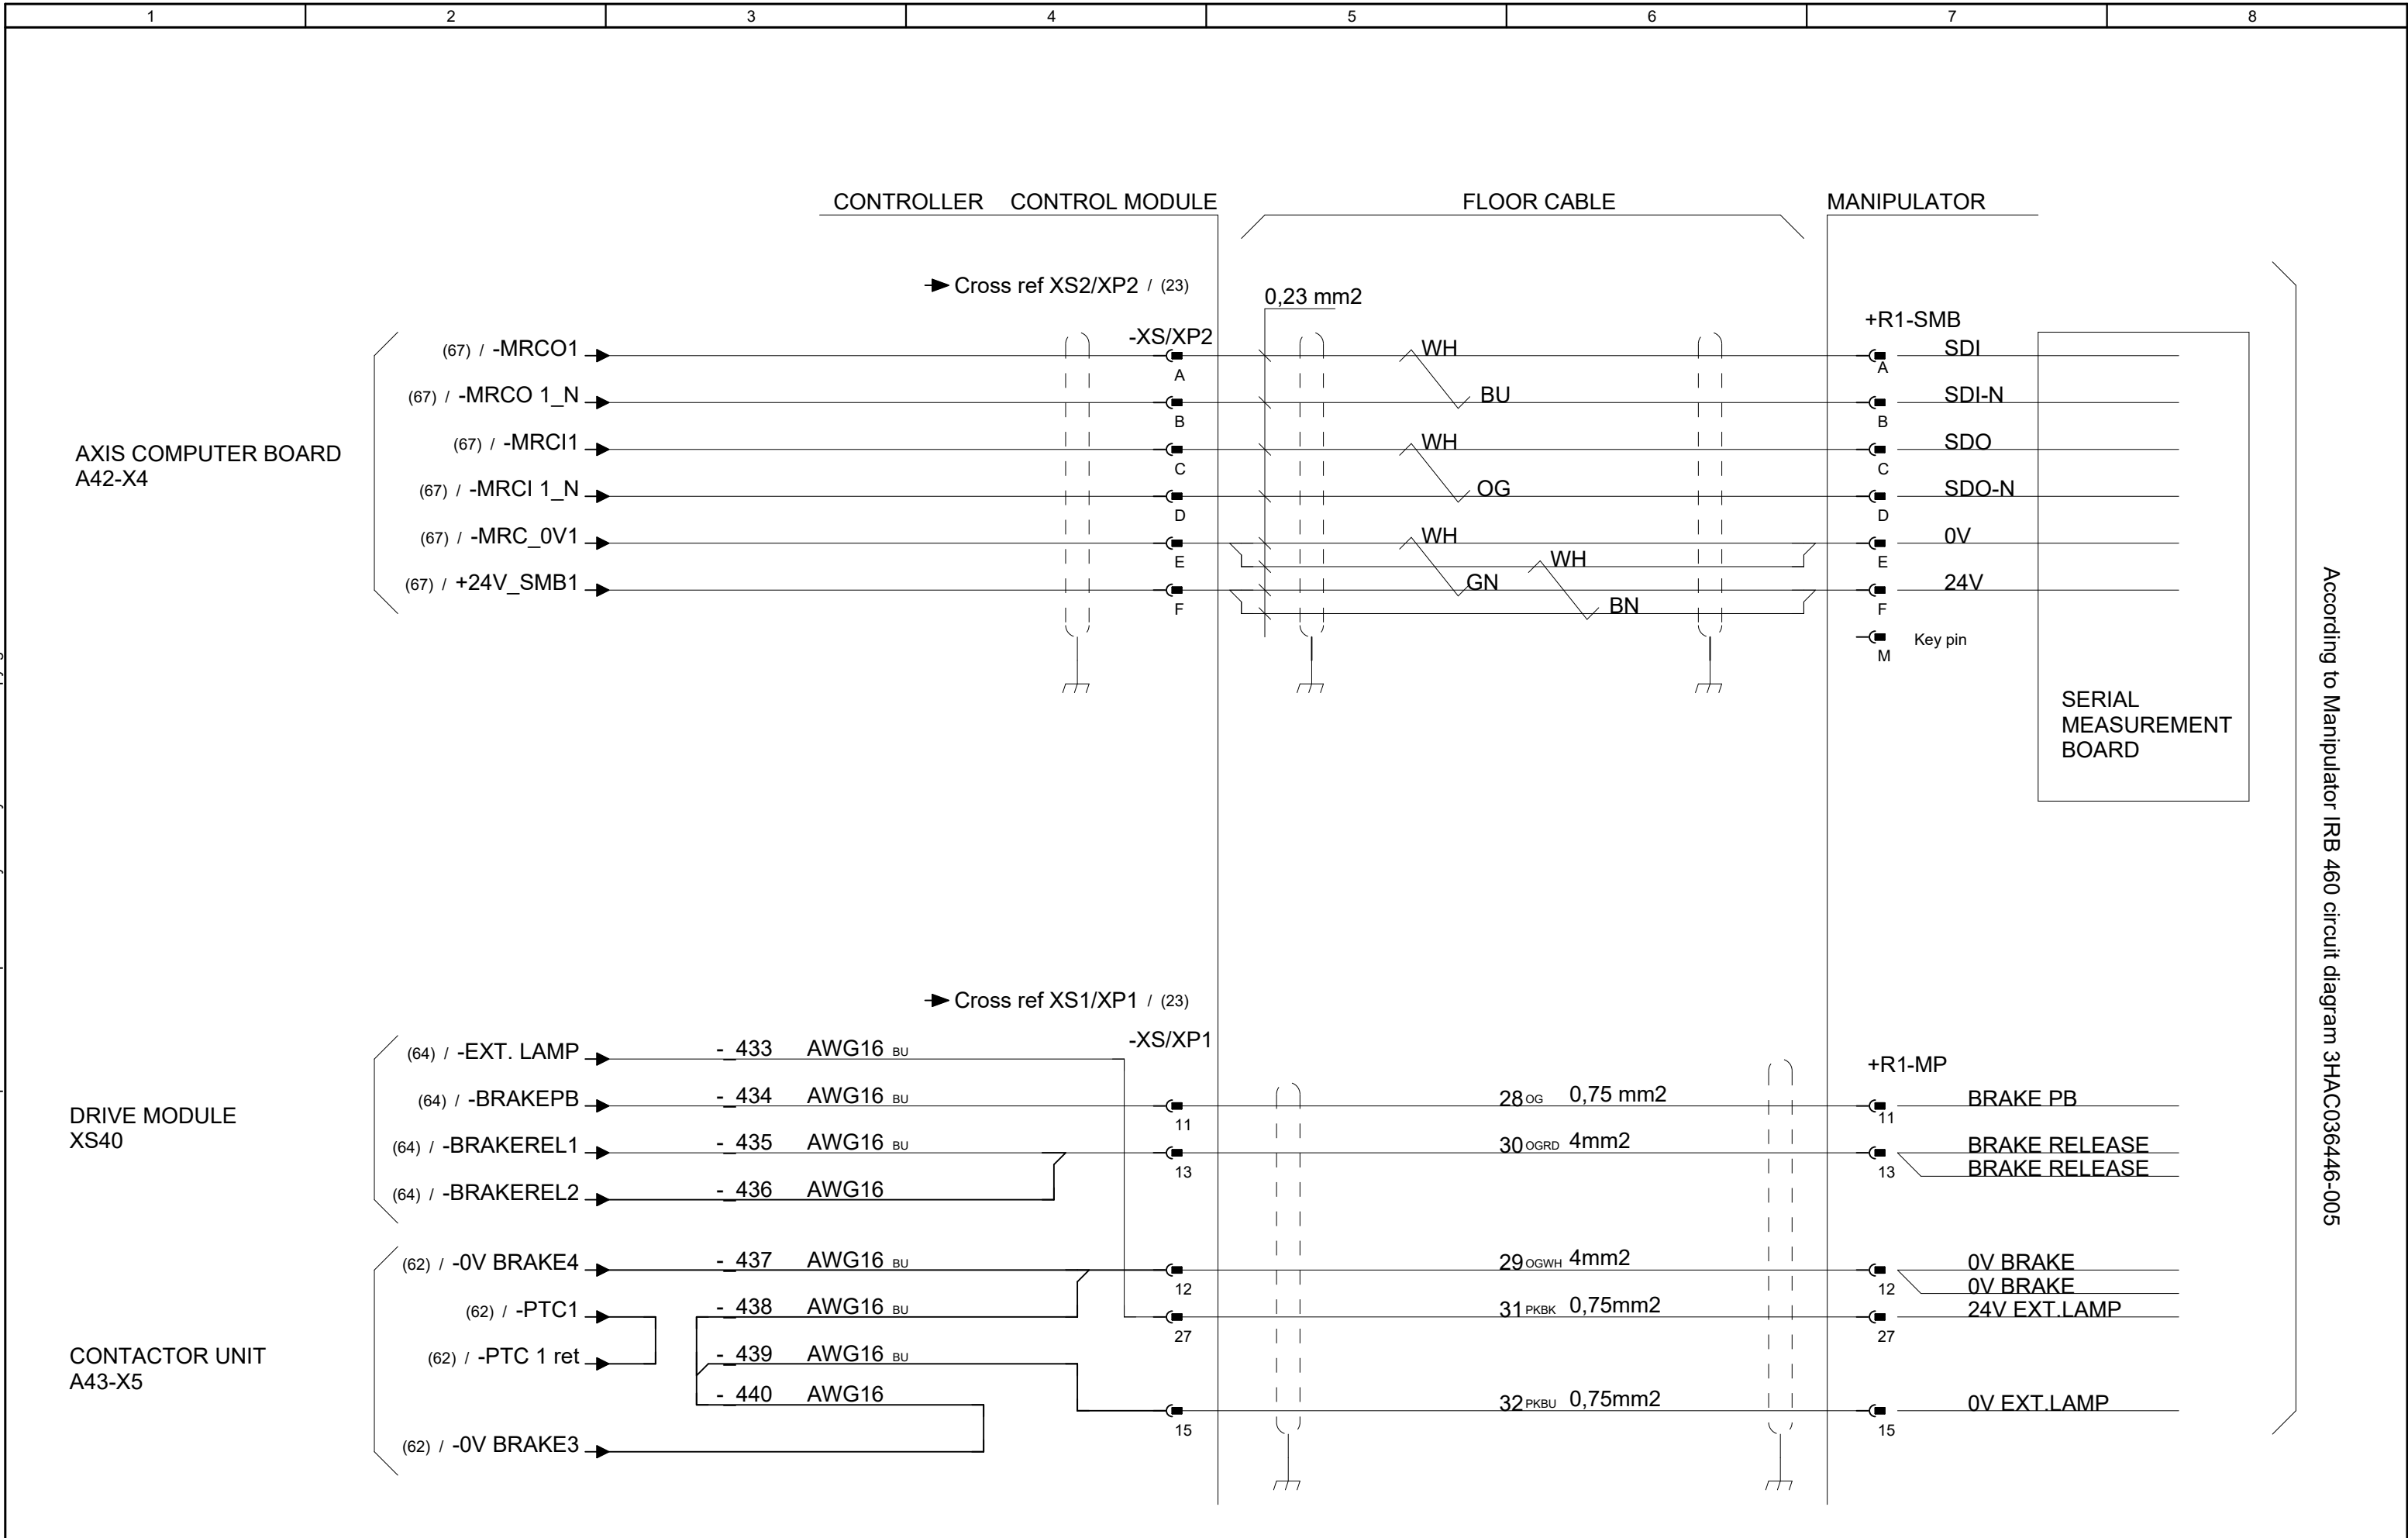 1 2 3 4 5 6 7 8
CONTROLLER CONTROL MODULE FLOOR CABLE MANIPULATOR
Cross ref XS2/XP2 / (23)
0,23 mm2
-XS/XP2
+R1-SMB
AXIS COMPUTER BOARD
A42-X4
(67) / -MRCO1 A WH A SDI
(67) / -MRCO 1_N B BU B SDI-N
(67) / -MRCI1 C WH C SDO
(67) / -MRCI 1_N D OG D SDO-N
(67) / -MRC_0V1 E WH WH E 0V
(67) / +24V_SMB1 F GN BN F 24V
M Key pin
SERIAL
MEASUREMENT
BOARD
According to Manipulator IRB 460 circuit diagram 3HAC036446-005
Cross ref XS1/XP1 / (23)
-XS/XP1
+R1-MP
DRIVE MODULE
XS40
(64) / -EXT. LAMP -_433 AWG16 BU
(64) / -BRAKEPB -_434 AWG16 BU 11 28 OG 0,75 mm2 11 BRAKE PB
(64) / -BRAKEREL1 -_435 AWG16 BU 13 30 OGRD 4mm2 13 BRAKE RELEASE
BRAKE RELEASE
(64) / -BRAKEREL2 -_436 AWG16
CONTACTOR UNIT
A43-X5
(62) / -0V BRAKE4 -_437 AWG16 BU 12 29 OGWH 4mm2 12 0V BRAKE
0V BRAKE
(62) / -PTC1 -_438 AWG16 BU 27 31 PKBK 0,75mm2 27 24V EXT.LAMP
(62) / -PTC 1 ret -_439 AWG16 BU
-_440 AWG16 15 32 PKBU 0,75mm2 15 0V EXT.LAMP
(62) / -0V BRAKE3